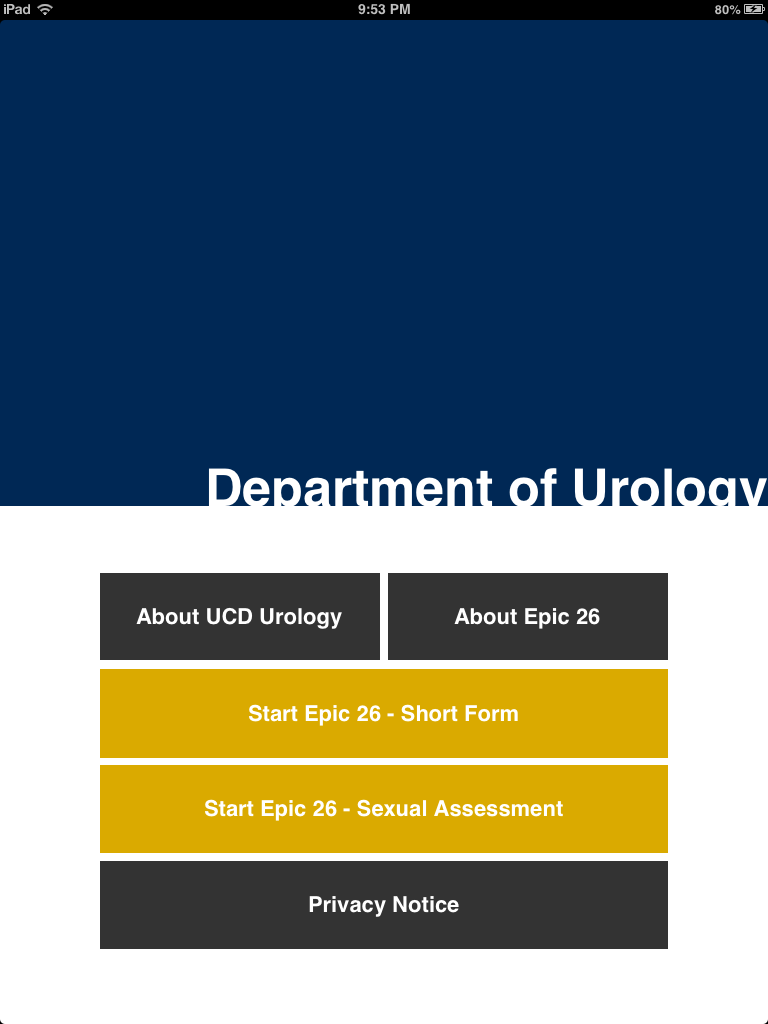 iPad 9:53 PM 80%
Department of Urology
About UCD Urology
About Epic 26
Start Epic 26 - Short Form
Start Epic 26 - Sexual Assessment
Privacy Notice